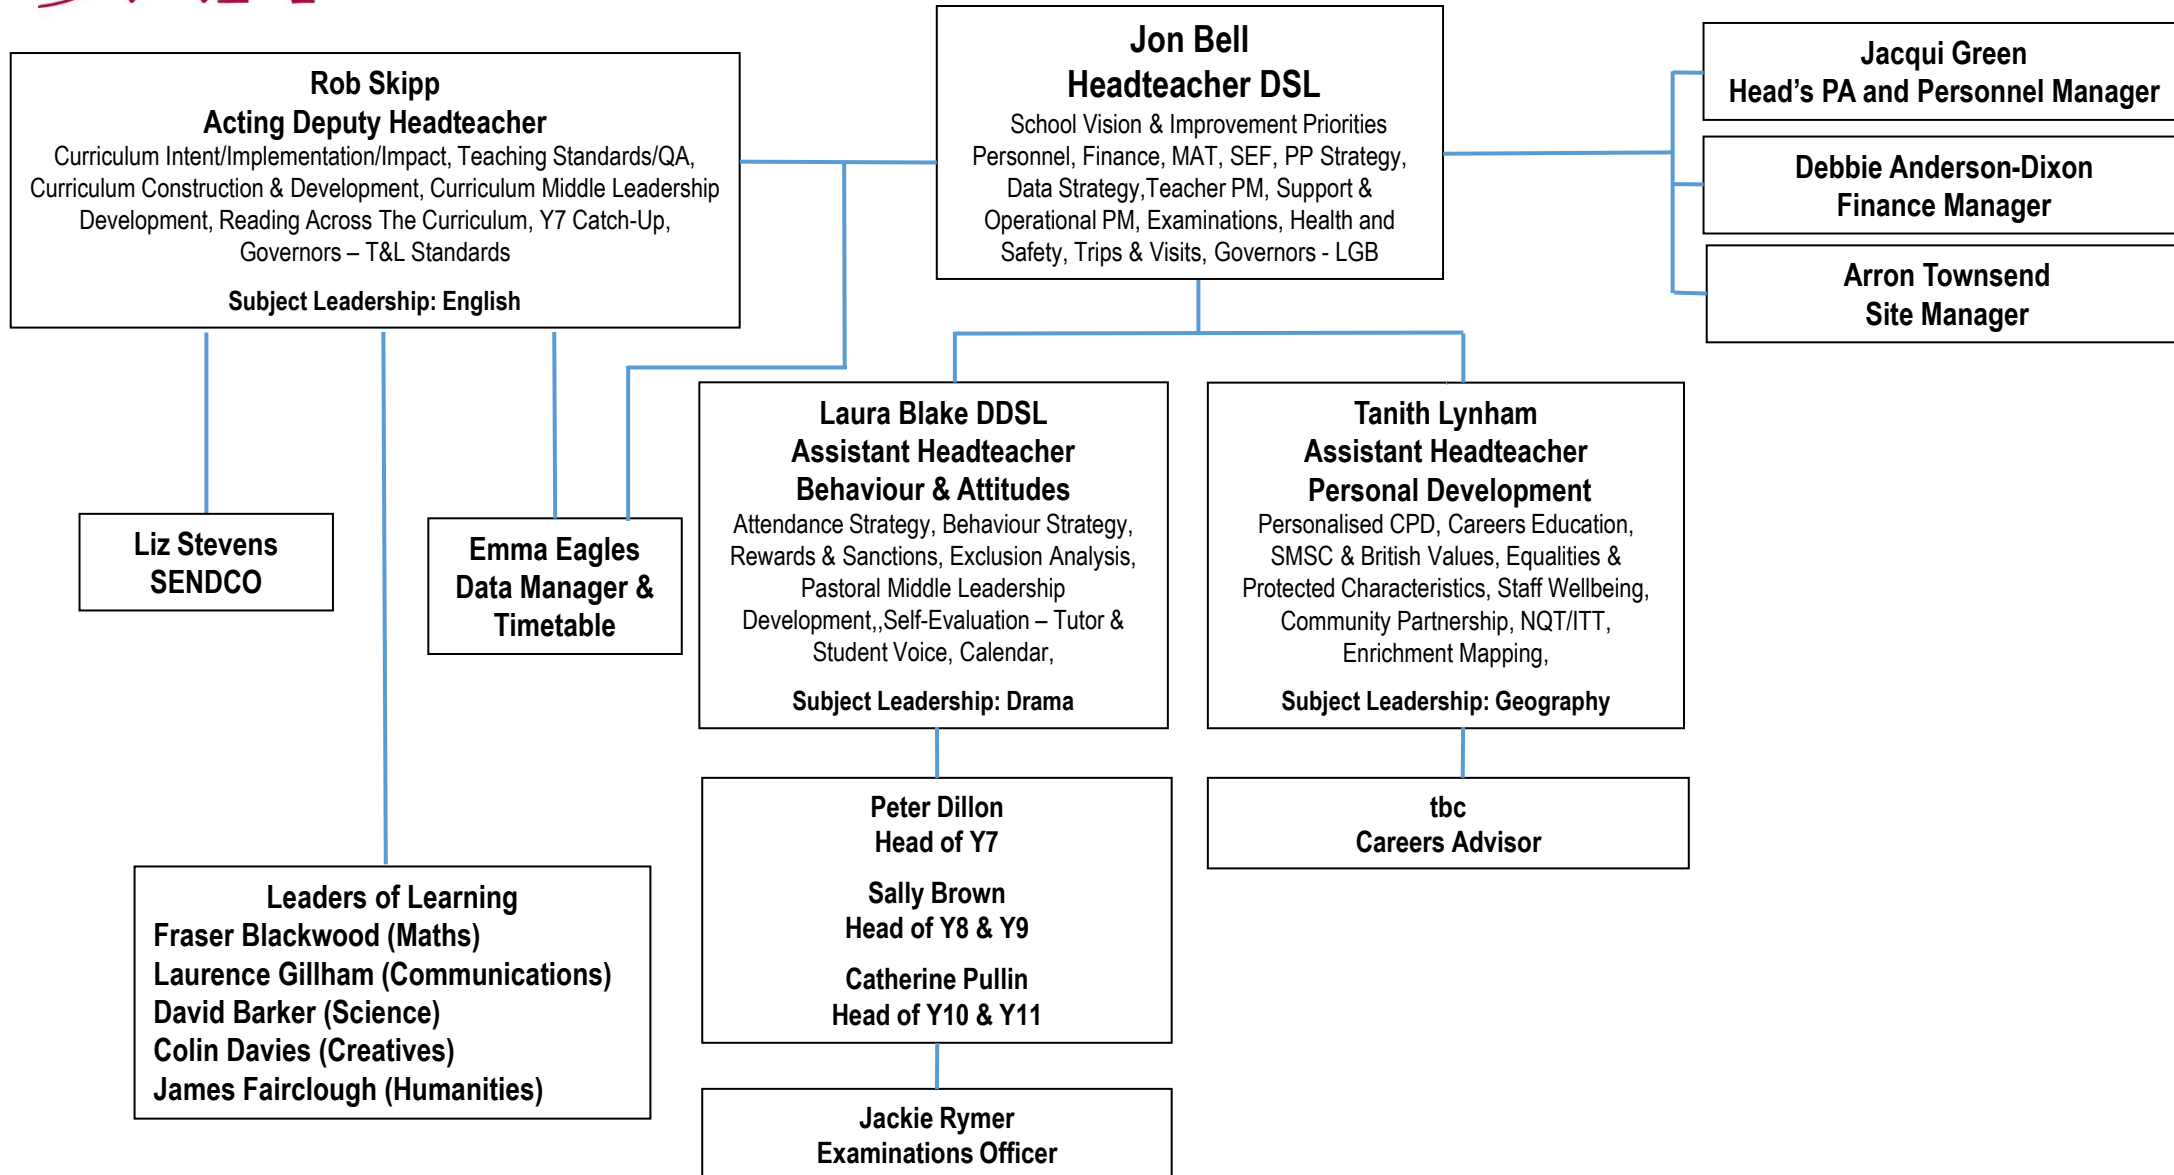 Jon Bell
Headteacher DSL
School Vision & Improvement Priorities
Personnel, Finance, MAT, SEF, PP Strategy,
Data Strategy,Teacher PM, Support &
Operational PM, Examinations, Health and
Safety, Trips & Visits, Governors - LGB
Rob Skipp
Acting Deputy Headteacher
Curriculum Intent/Implementation/Impact, Teaching Standards/QA,
Curriculum Construction & Development, Curriculum Middle Leadership
Development, Reading Across The Curriculum, Y7 Catch-Up,
Governors – T&L Standards
Subject Leadership: English
Jacqui Green
Head’s PA and Personnel Manager
Debbie Anderson-Dixon
Finance Manager
Arron Townsend
Site Manager
Laura Blake DDSL
Assistant Headteacher
Behaviour & Attitudes
Attendance Strategy, Behaviour Strategy,
Rewards & Sanctions, Exclusion Analysis,
Pastoral Middle Leadership
Development,,Self-Evaluation – Tutor &
Student Voice, Calendar,
Subject Leadership: Drama
Tanith Lynham
Assistant Headteacher
Personal Development
Personalised CPD, Careers Education,
SMSC & British Values, Equalities &
Protected Characteristics, Staff Wellbeing,
Community Partnership, NQT/ITT,
Enrichment Mapping,
Subject Leadership: Geography
Liz Stevens
SENDCO
Emma Eagles
Data Manager &
Timetable
Peter Dillon
Head of Y7
Sally Brown
Head of Y8 & Y9
Catherine Pullin
Head of Y10 & Y11
tbc
Careers Advisor
Leaders of Learning
Fraser Blackwood (Maths)
Laurence Gillham (Communications)
David Barker (Science)
Colin Davies (Creatives)
James Fairclough (Humanities)
Jackie Rymer
Examinations Officer